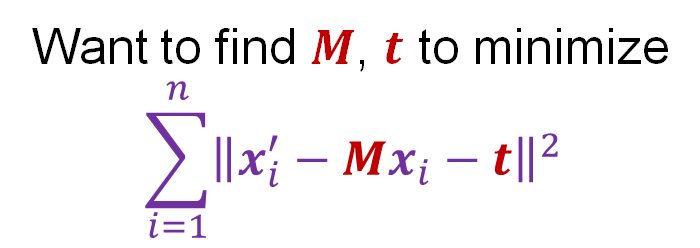 Want to find M, t to minimize
n
∑‖x′ᵢ − Mxᵢ − t‖²
i=1